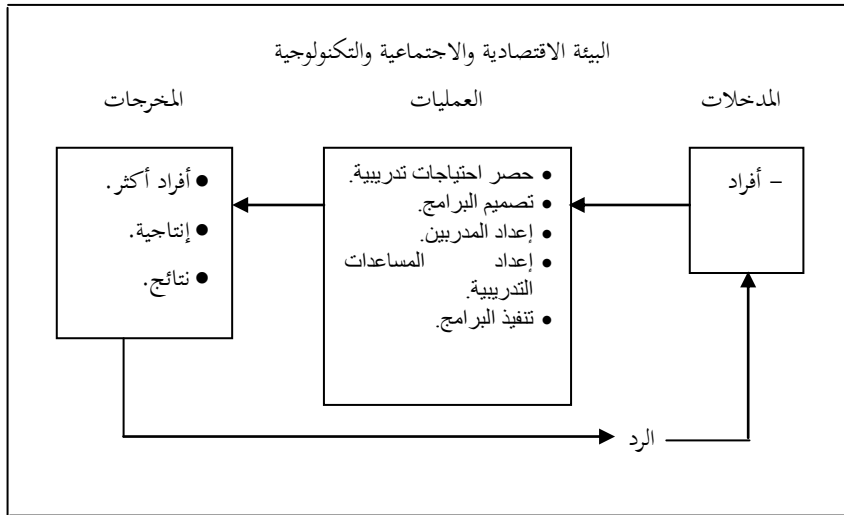 البيئة الاقتصادية والاجتماعية والتكنولوجية
المدخلات
العمليات
المخرجات
– أفراد
• حصر احتياجات تدريبية.
• تصميم البرامج.
• إعداد المدربين.
• إعداد المساعدات
التدريبية.
• تنفيذ البرامج.
• أفراد أكثر.
• إنتاجية.
• نتائج.
الرد